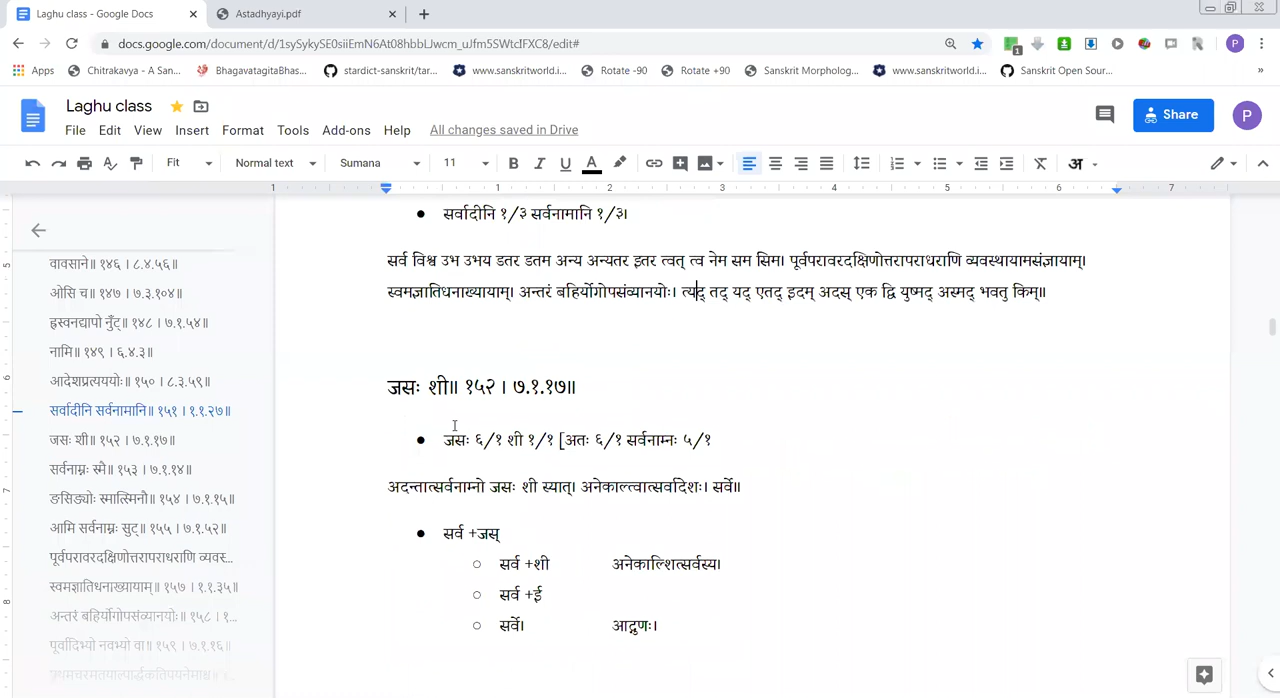 Laghu class - Google Docs
Astadhyayi.pdf
docs.google.com/document/d/1sySykySE0siiEmN6At08hbbLJwcm_uJfm5SWtcIFXC8/edit#
Apps Chitrakavya - A San... BhagavatagitaBhas... stardict-sanskrit/tar... www.sanskritworld.i... Rotate -90 Rotate +90 Sanskrit Morpholog... www.sanskritworld.i... Sanskrit Open Sour... »
Laghu class
File Edit View Insert Format Tools Add-ons Help All changes saved in Drive
Share
P
Fit Normal text Sumana 11 B I U A अ
1 1 2 3 4 5 6 7
वावसाने॥ १४६ । ८.४.५६॥
ओसि च॥ १४७ । ७.३.१०४॥
ह्रस्वनद्यापो नुँट्॥ १४८ । ७.१.५४॥
नामि॥ १४९ । ६.४.३॥
आदेशप्रत्यययोः॥ १५० । ८.३.५९॥
सर्वादीनि सर्वनामानि॥ १५१ । १.१.२७॥
जसः शी॥ १५२ । ७.१.१७॥
सर्वनाम्नः स्मै॥ १५३ । ७.१.१४॥
ङसिङ्योः स्मात्स्मिनौ॥ १५४ । ७.१.१५॥
आमि सर्वनाम्नः सुट्॥ १५५ । ७.१.५२॥
पूर्वपरावरदक्षिणोत्तरापराधराणि व्यवस्...
स्वमज्ञातिधनाख्यायाम्॥ १५७ । १.१.३५॥
अन्तरं बहिर्योगोपसंव्यानयोः॥ १५८ । १...
पूर्वादिभ्यो नवभ्यो वा॥ १५९ । ७.१.१६॥
प्रथमचरमतयाल्पार्द्धकतिपयनेमाश्च॥
● सर्वादीनि १/३ सर्वनामानि १/३।
सर्व विश्व उभ उभय डतर डतम अन्य अन्यतर इतर त्वत् त्व नेम सम सिम। पूर्वपरावरदक्षिणोत्तरापराधराणि व्यवस्थायामसंज्ञायाम्।
स्वमज्ञातिधनाख्यायाम्। अन्तरं बहिर्योगोपसंव्यानयोः। त्यद् तद् यद् एतद् इदम् अदस् एक द्वि युष्मद् अस्मद् भवतु किम्॥
जसः शी॥ १५२ । ७.१.१७॥
● जसः ६/१ शी १/१ [अतः ६/१ सर्वनाम्नः ५/१
अदन्तात्सर्वनाम्नो जसः शी स्यात्। अनेकाल्त्वात्सर्वादेशः। सर्वे॥
● सर्व +जस्
○ सर्व +शी अनेकाल्शित्सर्वस्य।
○ सर्व +ई
○ सर्वे। आद्गुणः।